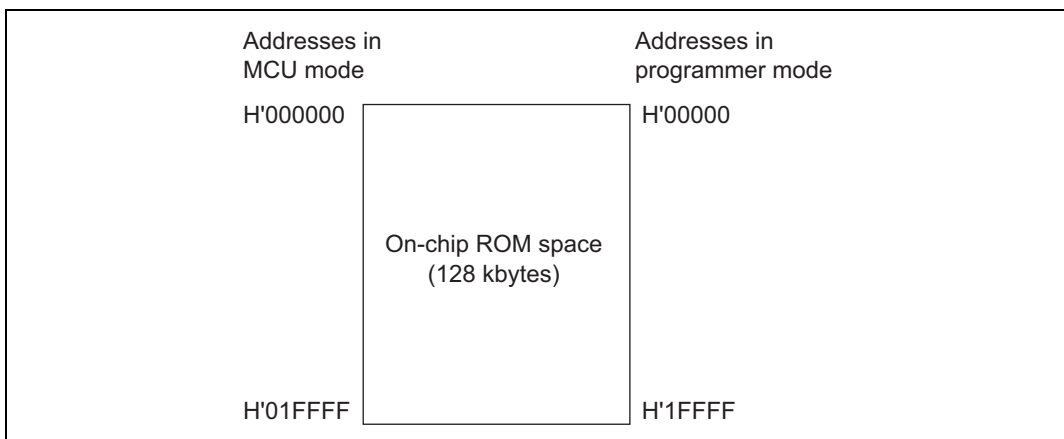 Addresses in
MCU mode
Addresses in
programmer mode
H'000000
H'00000
On-chip ROM space
(128 kbytes)
H'01FFFF
H'1FFFF